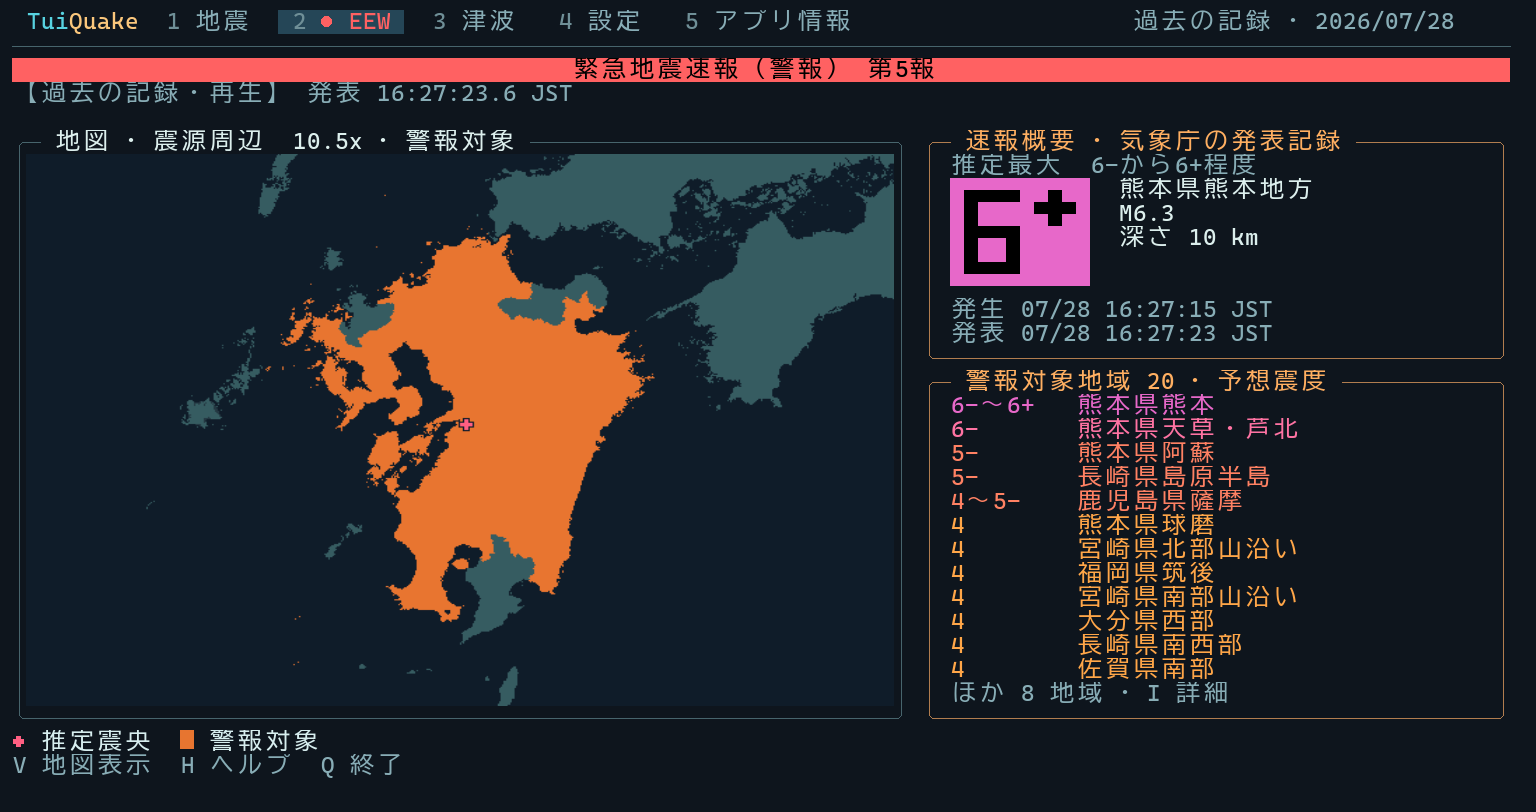 TuiQuake 1 地震 2 ● EEW 3 津波 4 設定 5 アプリ情報 過去の記録 · 2026/07/28
緊急地震速報（警報） 第5報
【過去の記録・再生】 発表 16:27:23.6 JST
地図 · 震源周辺 10.5x · 警報対象
速報概要 · 気象庁の発表記録
推定最大 6-から6+程度
6+
熊本県熊本地方
M6.3
深さ 10 km
発生 07/28 16:27:15 JST
発表 07/28 16:27:23 JST
警報対象地域 20 · 予想震度
6-～6+ 熊本県熊本
6- 熊本県天草・芦北
5- 熊本県阿蘇
5- 長崎県島原半島
4～5- 鹿児島県薩摩
4 熊本県球磨
4 宮崎県北部山沿い
4 福岡県筑後
4 宮崎県南部山沿い
4 大分県西部
4 長崎県南西部
4 佐賀県南部
ほか 8 地域 · I 詳細
推定震央 警報対象
V 地図表示 H ヘルプ Q 終了